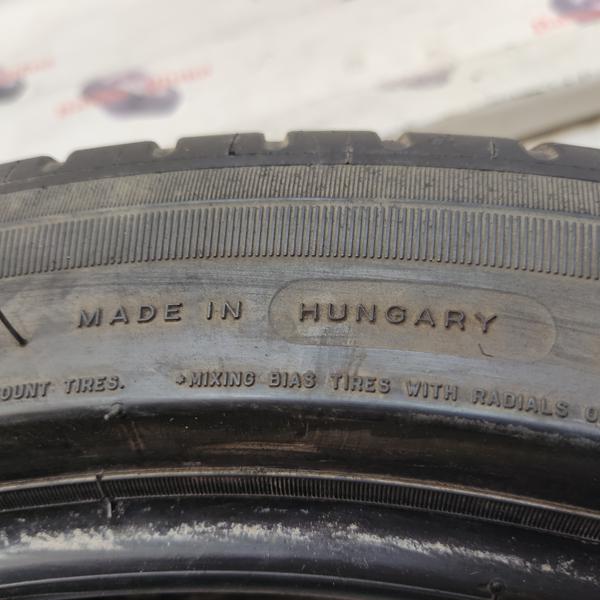 MADE IN HUNGARY
OUNT TIRES. •MIXING BIAS TIRES WITH RADIALS O